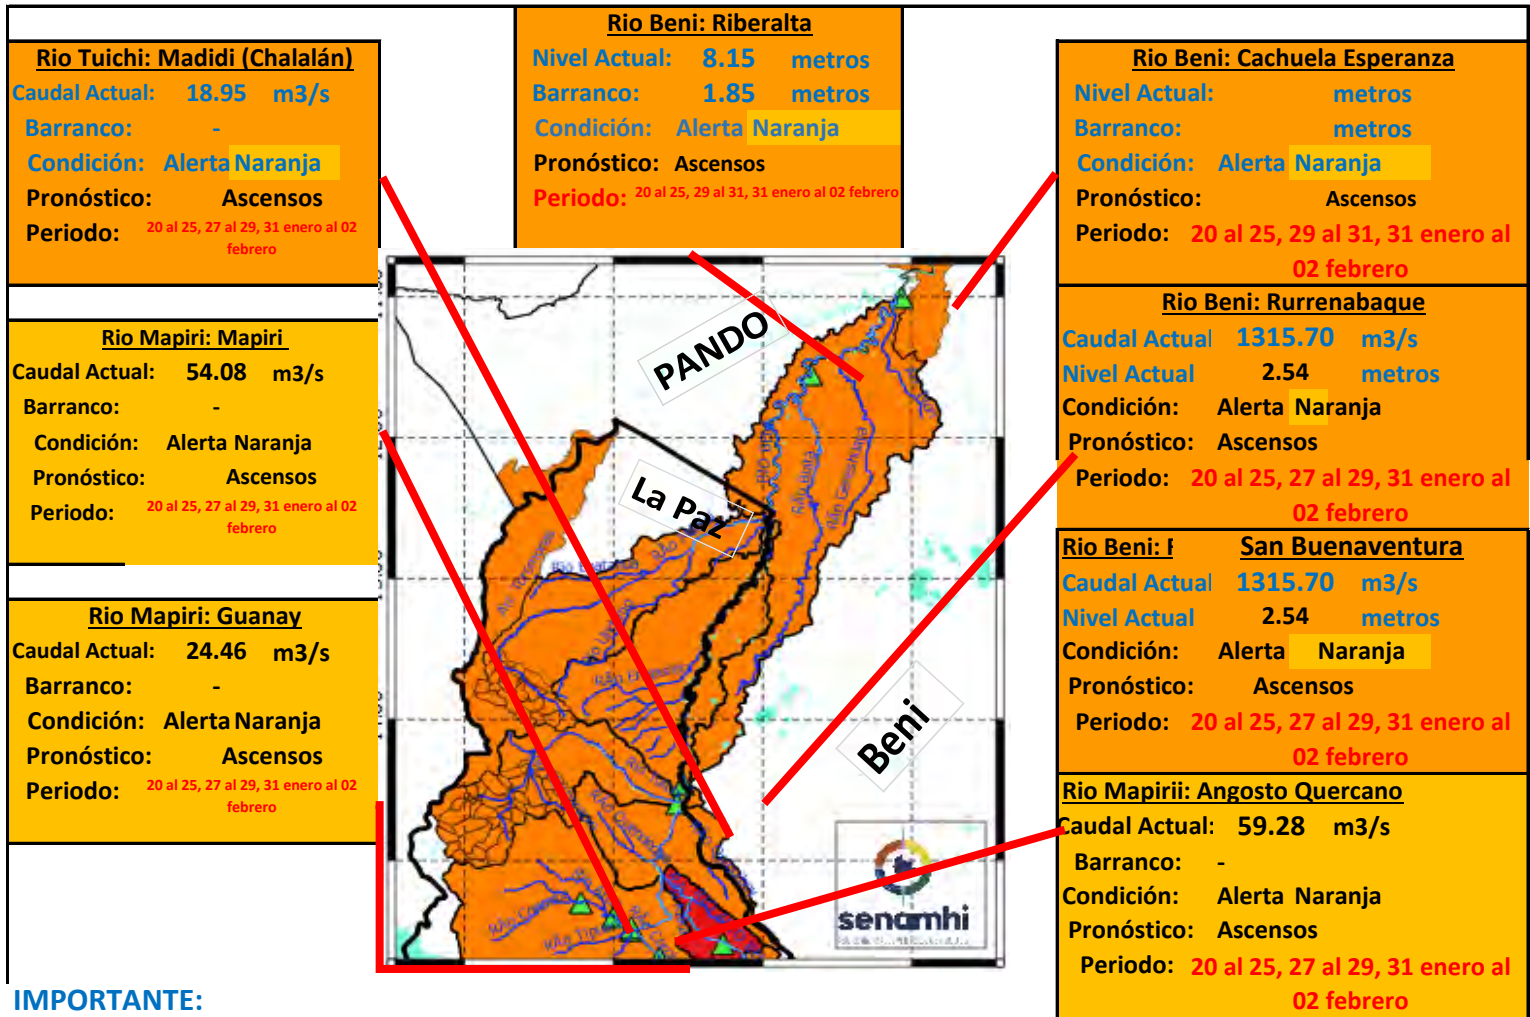 Rio Tuichi: Madidi (Chalalán)
Caudal Actual: 18.95 m3/s
Barranco: -
Condición: Alerta Naranja
Pronóstico: Ascensos
Periodo: 20 al 25, 27 al 29, 31 enero al 02
febrero
Rio Mapiri: Mapiri
Caudal Actual: 54.08 m3/s
Barranco: -
Condición: Alerta Naranja
Pronóstico: Ascensos
Periodo: 20 al 25, 27 al 29, 31 enero al 02
febrero
Rio Mapiri: Guanay
Caudal Actual: 24.46 m3/s
Barranco: -
Condición: Alerta Naranja
Pronóstico: Ascensos
Periodo: 20 al 25, 27 al 29, 31 enero al 02
febrero
Rio Beni: Riberalta
Nivel Actual: 8.15 metros
Barranco: 1.85 metros
Condición: Alerta Naranja
Pronóstico: Ascensos
Periodo: 20 al 25, 29 al 31, 31 enero al 02 febrero
PANDO
La Paz
Beni
senamhi
Rio Beni: Cachuela Esperanza
Nivel Actual: metros
Barranco: metros
Condición: Alerta Naranja
Pronóstico: Ascensos
Periodo: 20 al 25, 29 al 31, 31 enero al
02 febrero
Rio Beni: Rurrenabaque
Caudal Actual 1315.70 m3/s
Nivel Actual 2.54 metros
Condición: Alerta Naranja
Pronóstico: Ascensos
Periodo: 20 al 25, 27 al 29, 31 enero al
02 febrero
Rio Beni: San Buenaventura
Caudal Actual 1315.70 m3/s
Nivel Actual 2.54 metros
Condición: Alerta Naranja
Pronóstico: Ascensos
Periodo: 20 al 25, 27 al 29, 31 enero al
02 febrero
Rio Mapirii: Angosto Quercano
Caudal Actual: 59.28 m3/s
Barranco: -
Condición: Alerta Naranja
Pronóstico: Ascensos
Periodo: 20 al 25, 27 al 29, 31 enero al
02 febrero
IMPORTANTE: